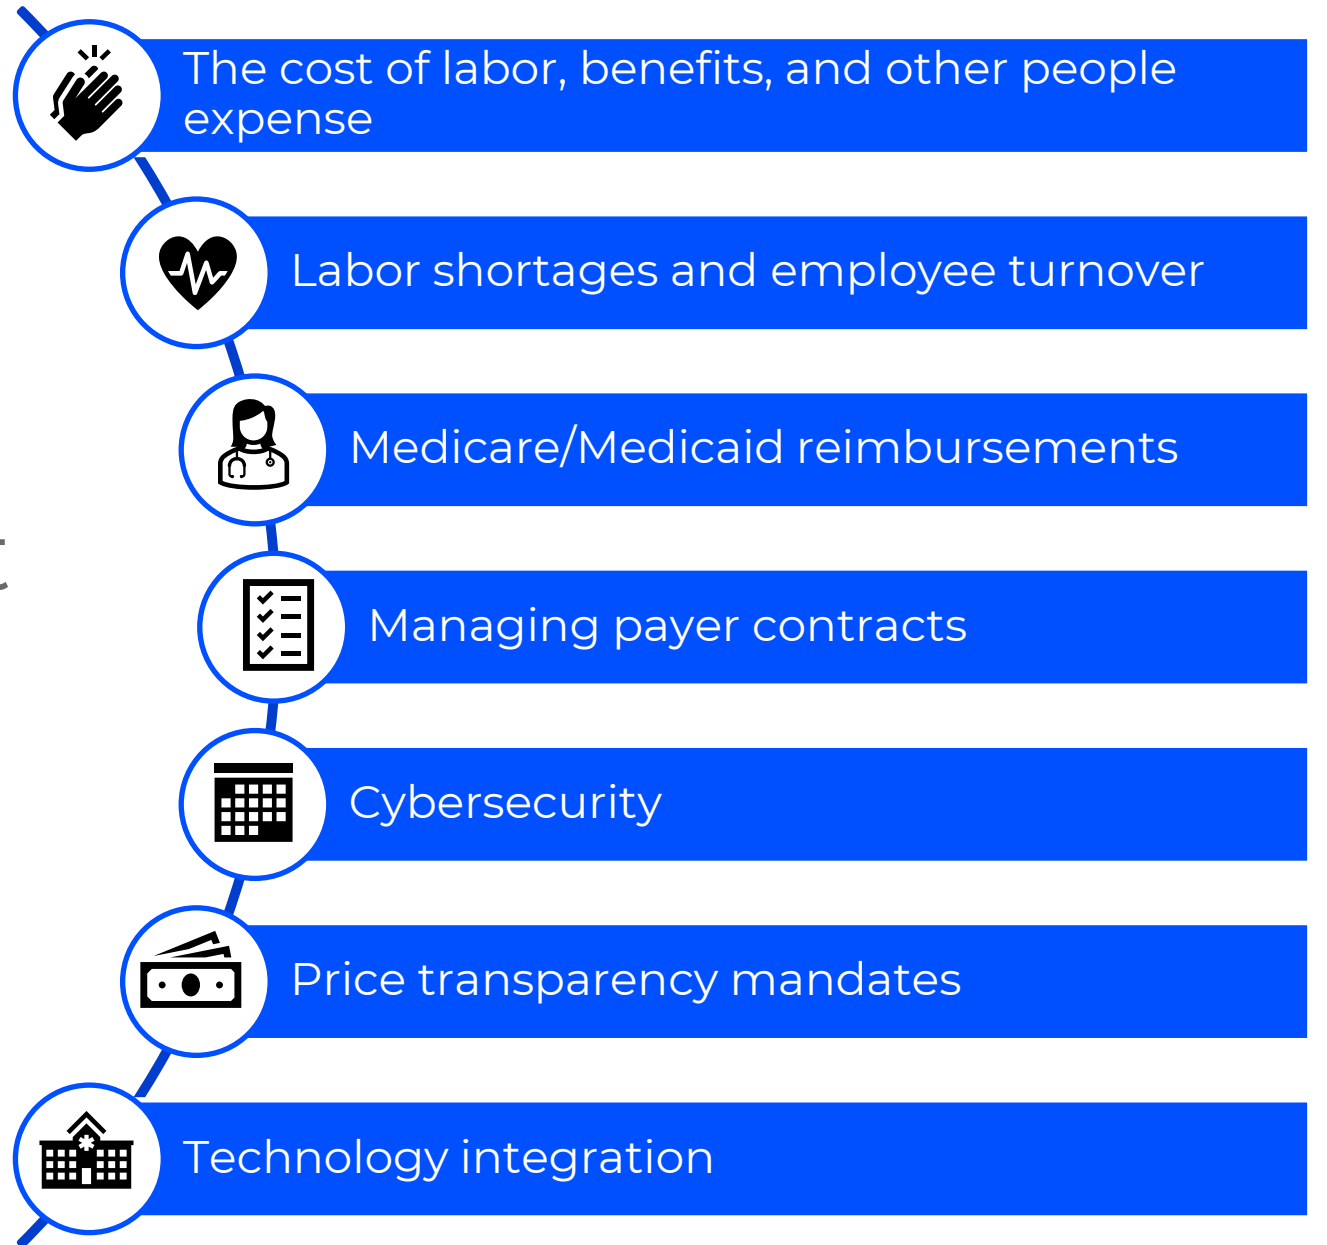 The cost of labor, benefits, and other people
expense
Labor shortages and employee turnover
Medicare/Medicaid reimbursements
t
Managing payer contracts
Cybersecurity
Price transparency mandates
Technology integration